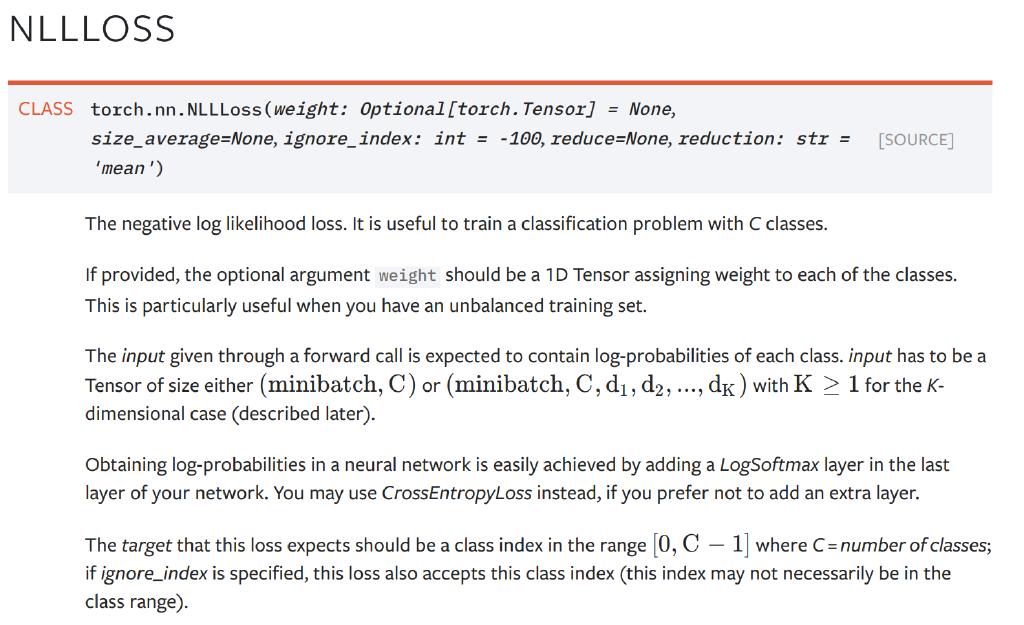 NLLLOSS
CLASS torch.nn.NLLLoss(weight: Optional[torch.Tensor] = None,
size_average=None, ignore_index: int = -100, reduce=None, reduction: str = [SOURCE]
'mean')
The negative log likelihood loss. It is useful to train a classification problem with C classes.
If provided, the optional argument weight should be a 1D Tensor assigning weight to each of the classes.
This is particularly useful when you have an unbalanced training set.
The input given through a forward call is expected to contain log-probabilities of each class. input has to be a
Tensor of size either (minibatch, C) or (minibatch, C, d₁, d₂, ..., d_K) with K ≥ 1 for the K-
dimensional case (described later).
Obtaining log-probabilities in a neural network is easily achieved by adding a LogSoftmax layer in the last
layer of your network. You may use CrossEntropyLoss instead, if you prefer not to add an extra layer.
The target that this loss expects should be a class index in the range [0, C − 1] where C = number of classes;
if ignore_index is specified, this loss also accepts this class index (this index may not necessarily be in the
class range).